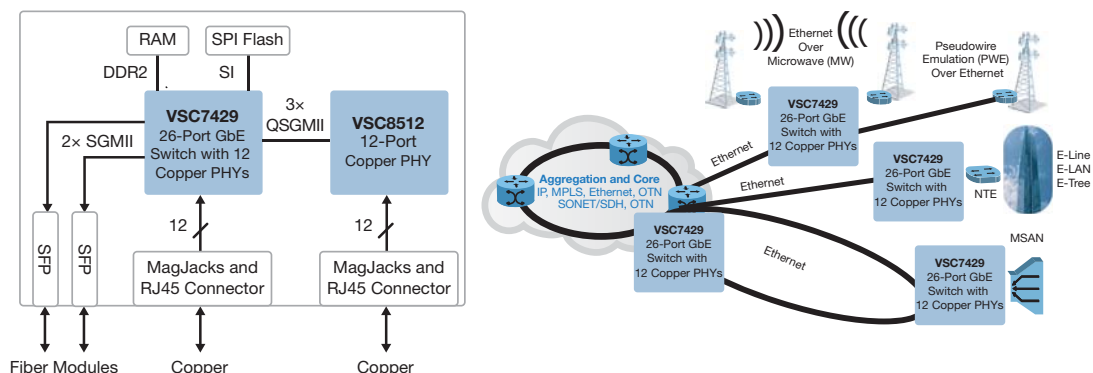 RAM
SPI Flash
DDR2
SI
VSC7429
26-Port GbE
Switch with 12
Copper PHYs
3×
QSGMII
VSC8512
12-Port
Copper PHY
2× SGMII
12
12
SFP
SFP
MagJacks and
RJ45 Connector
MagJacks and
RJ45 Connector
Fiber Modules
Copper
Copper
Ethernet
Over
Microwave (MW)
Pseudowire
Emulation (PWE)
Over Ethernet
VSC7429
26-Port GbE
Switch with
12 Copper PHYs
Ethernet
Aggregation and Core
IP, MPLS, Ethernet, OTN
SONET/SDH, OTN
Ethernet
VSC7429
26-Port GbE
Switch with
12 Copper PHYs
NTE
E-Line
E-LAN
E-Tree
VSC7429
26-Port GbE
Switch with
12 Copper PHYs
Ethernet
MSAN
VSC7429
26-Port GbE
Switch with
12 Copper PHYs